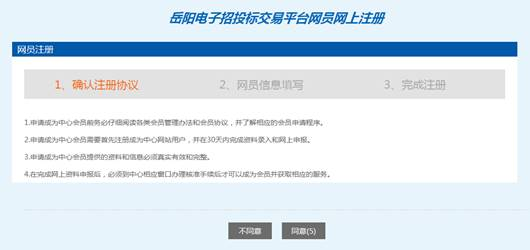 岳阳电子招投标交易平台网员网上注册
网员注册
1、确认注册协议 2、网员信息填写 3、完成注册
1.申请成为中心会员前务必仔细阅读各类会员管理办法和会员协议，并了解相应的会员申请程序。
2.申请成为中心会员需要首先注册成为中心网站用户，并在30天内完成资料录入和网上申报。
3.申请成为中心会员提供的资料和信息必须真实有效和完整。
4.在完成网上资料申报后，必须到中心相应窗口办理核准手续后才可以成为会员并获取相应的服务。
不同意 同意(5)